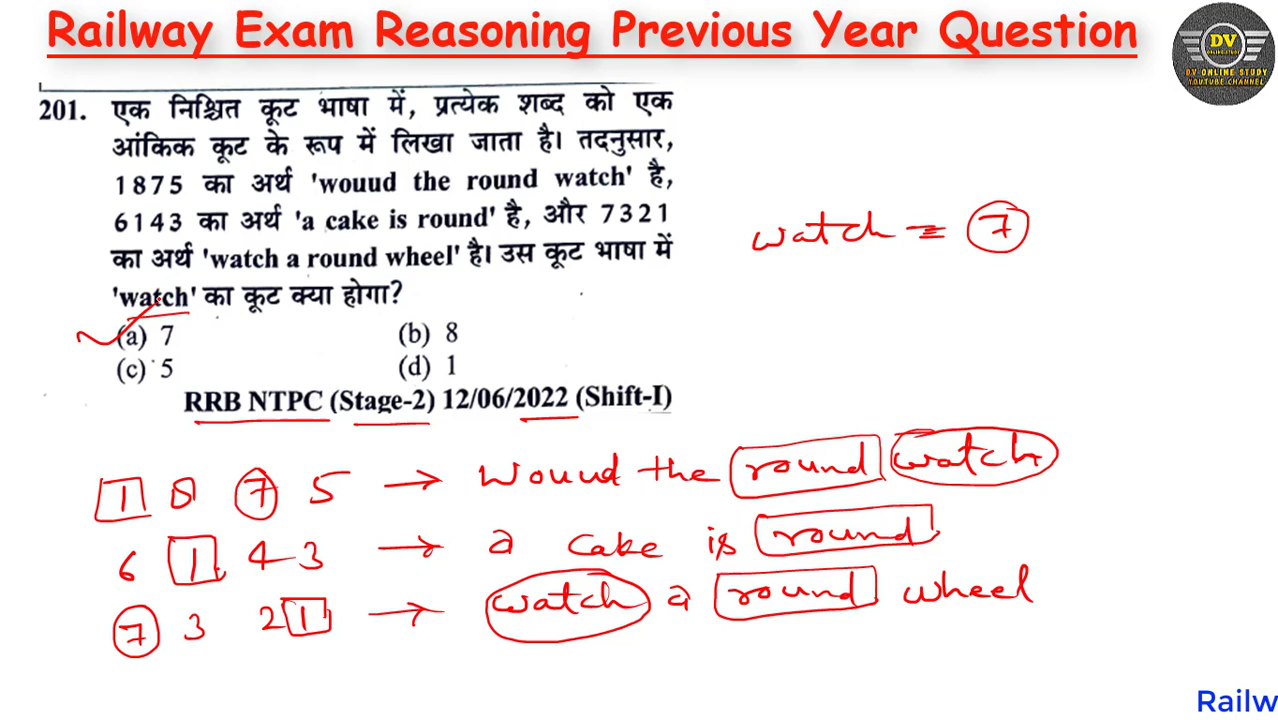 Railway Exam Reasoning Previous Year Question
DV
ONLINE STUDY
DV ONLINE STUDY
YOUTUBE CHANNEL
201. एक निश्चित कूट भाषा में, प्रत्येक शब्द को एक
आंकिक कूट के रूप में लिखा जाता है। तदनुसार,
1875 का अर्थ 'wouud the round watch' है,
6143 का अर्थ 'a cake is round' है, और 7321
का अर्थ 'watch a round wheel' है। उस कूट भाषा में
'watch' का कूट क्या होगा?
(a) 7 (b) 8
(c) 5 (d) 1
RRB NTPC (Stage-2) 12/06/2022 (Shift-I)
watch = 7
1 8 7 5 → Wouud the round watch
6 1 4 3 → a cake is round
7 3 2 1 → watch a round wheel
Railw